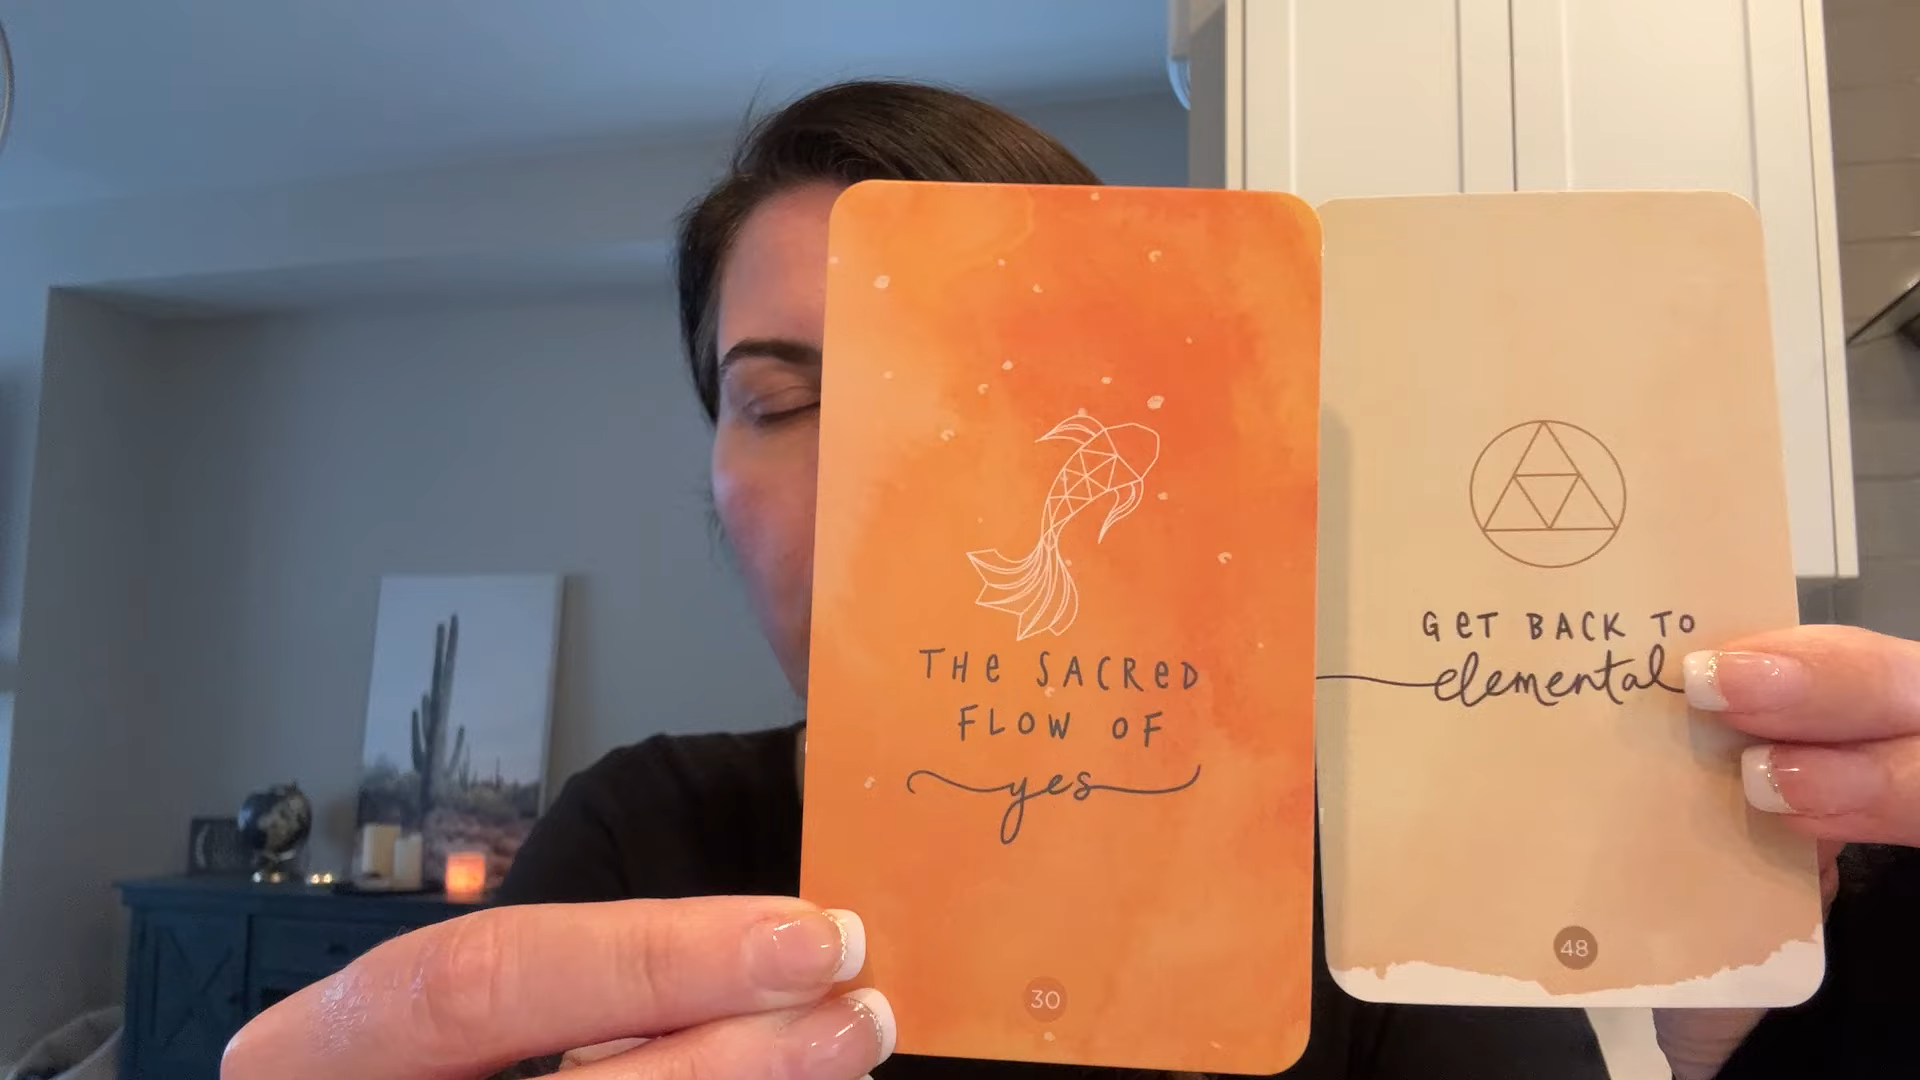 THE SACRED
FLOW OF
yes
30
GET BACK TO
elemental
48